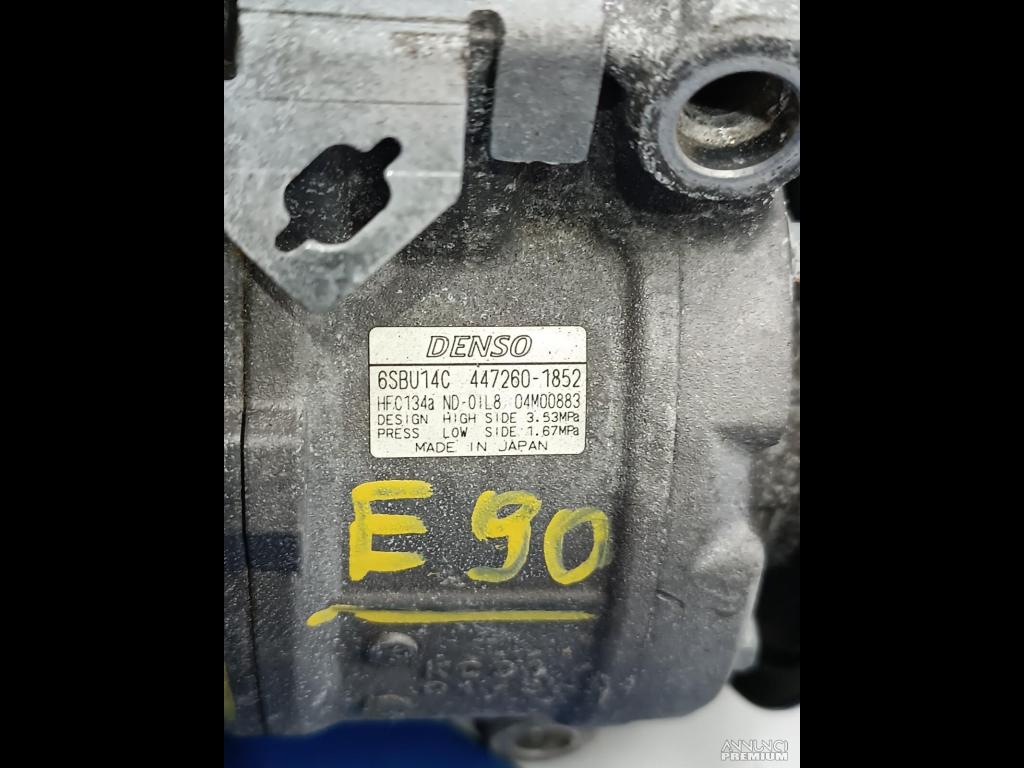 DENSO
6SBU14C 447260-1852
HFC134a ND-OIL8 04M00883
DESIGN HIGH SIDE 3.53MPa
PRESS LOW SIDE 1.67MPa
MADE IN JAPAN
E90
ANNUNCI
PREMIUM